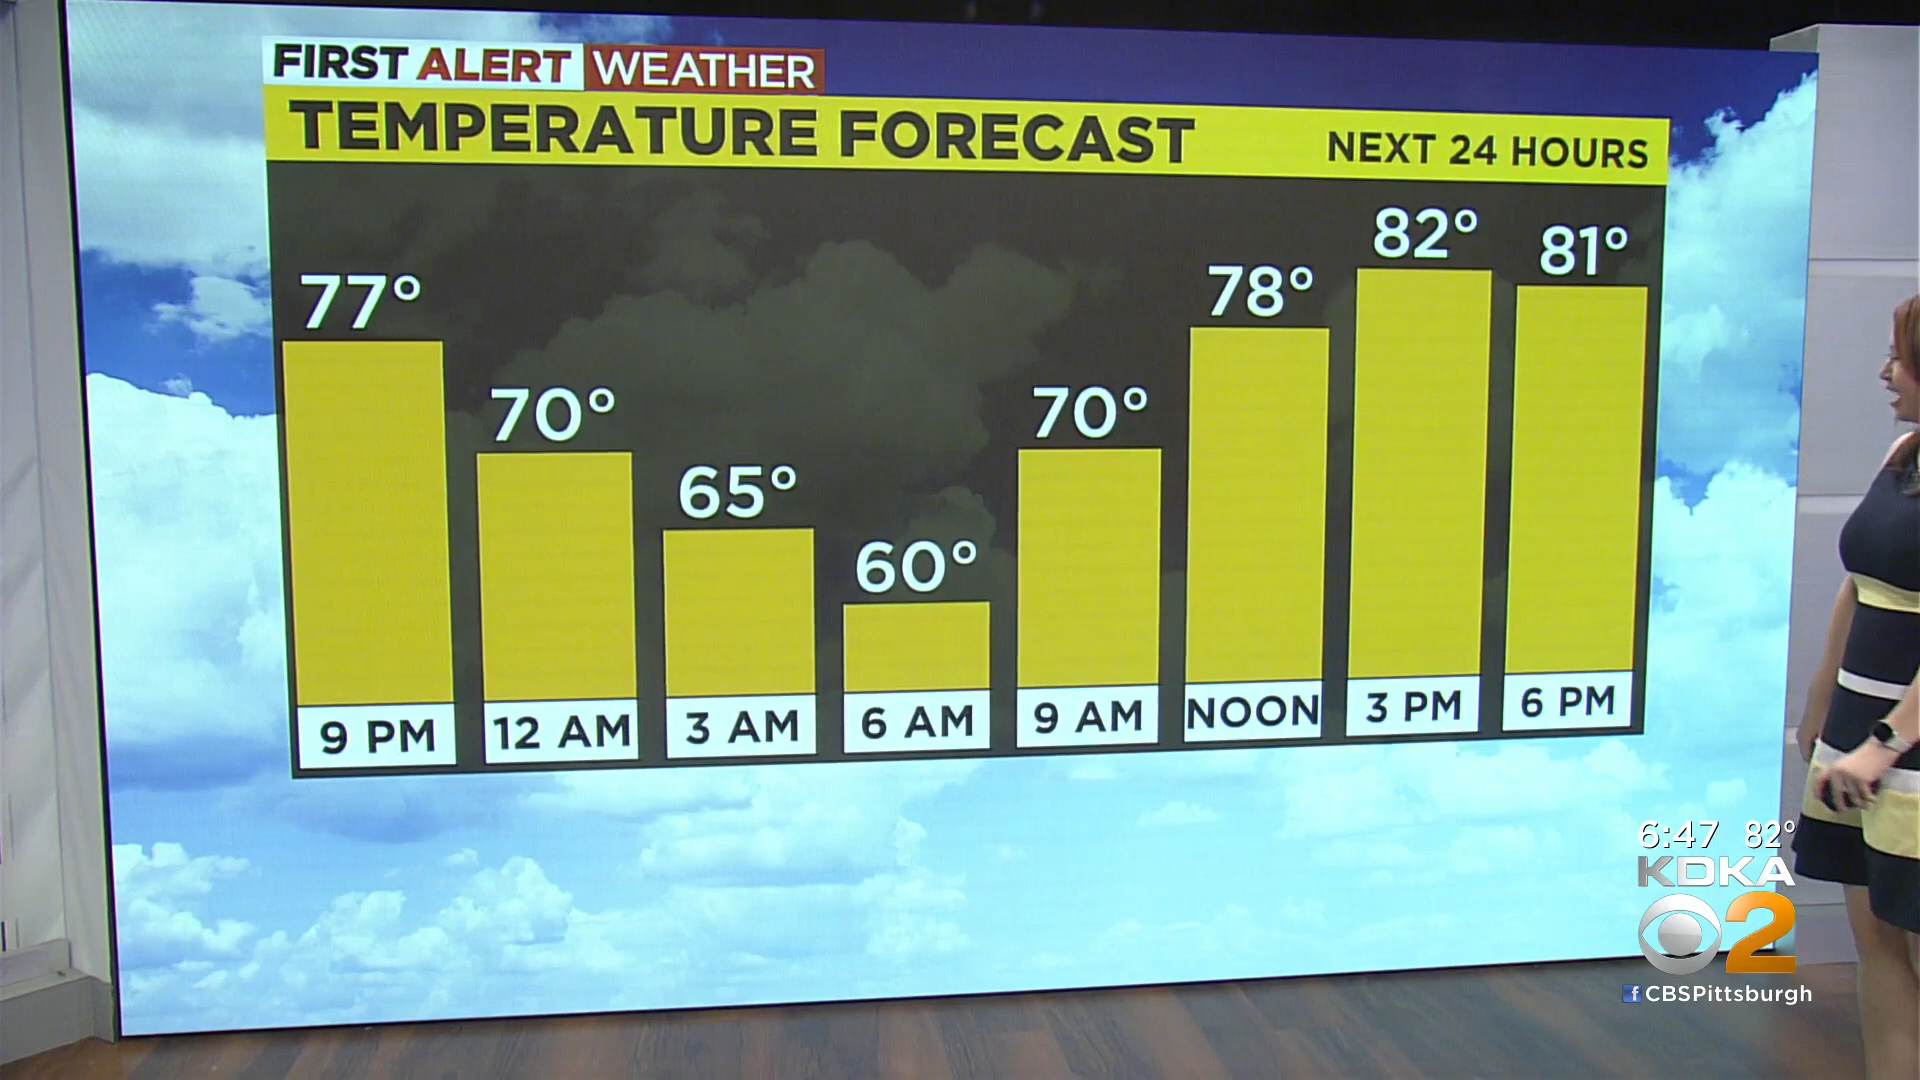 FIRST ALERT WEATHER
TEMPERATURE FORECAST NEXT 24 HOURS
77° 70° 65° 60° 70° 78° 82° 81°
9 PM 12 AM 3 AM 6 AM 9 AM NOON 3 PM 6 PM
6:47 82°
KDKA
2
f CBSPittsburgh